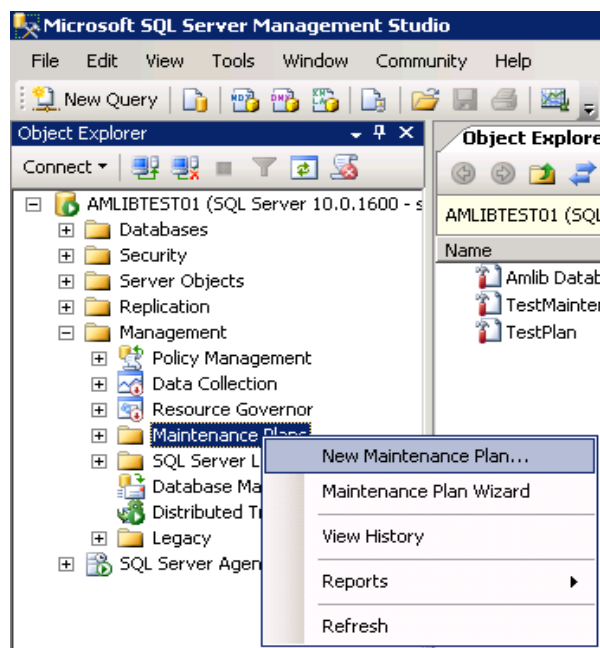 Microsoft SQL Server Management Studio
File Edit View Tools Window Community Help
New Query
Object Explorer
Connect
AMLIBTEST01 (SQL Server 10.0.1600 - s
Databases
Security
Server Objects
Replication
Management
Policy Management
Data Collection
Resource Governor
Maintenance Plans
SQL Server L
Database Ma
Distributed T
Legacy
SQL Server Agen
Object Explore
AMLIBTEST01 (SQL
Name
Amlib Datab
TestMainter
TestPlan
New Maintenance Plan...
Maintenance Plan Wizard
View History
Reports
Refresh